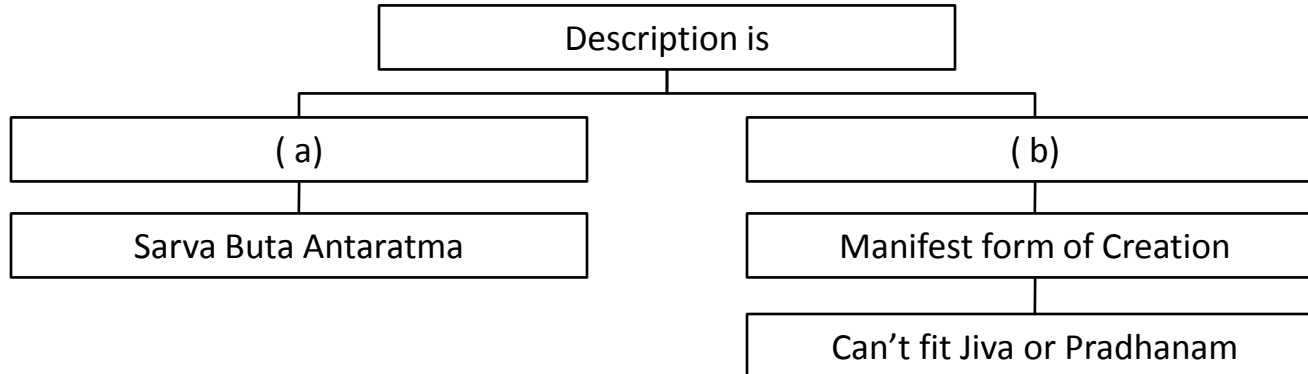 Description is
( a)
( b)
Sarva Buta Antaratma
Manifest form of Creation
Can’t fit Jiva or Pradhanam